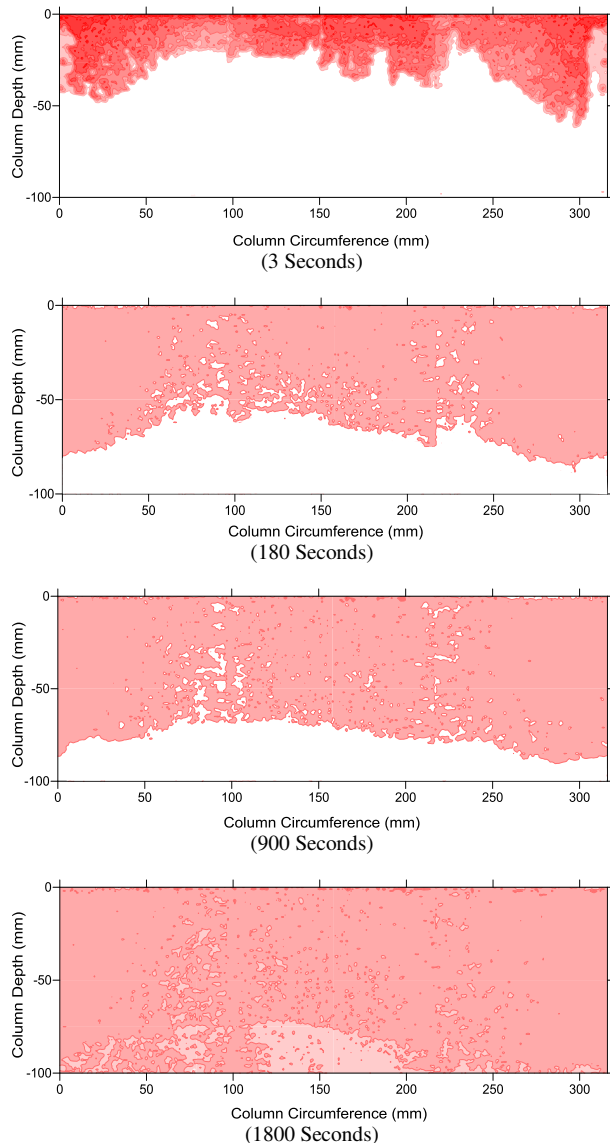 0
-50
-100
Column Depth (mm)
0 50 100 150 200 250 300
Column Circumference (mm)
(3 Seconds)
0
-50
-100
Column Depth (mm)
0 50 100 150 200 250 300
Column Circumference (mm)
(180 Seconds)
0
-50
-100
Column Depth (mm)
0 50 100 150 200 250 300
Column Circumference (mm)
(900 Seconds)
0
-50
-100
Column Depth (mm)
0 50 100 150 200 250 300
Column Circumference (mm)
(1800 Seconds)